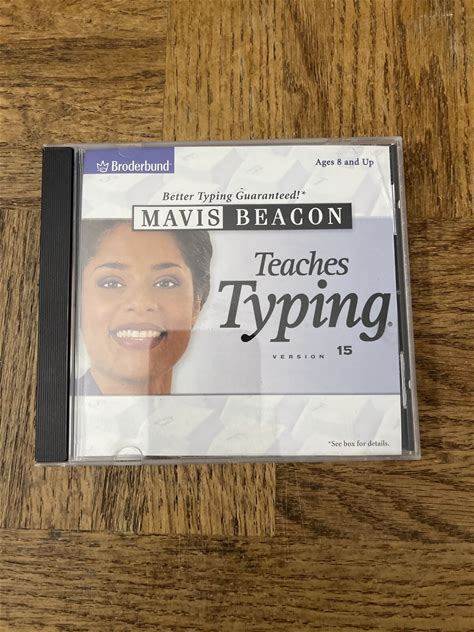 Broderbund
Ages 8 and Up
Better Typing Guaranteed!*
MAVIS BEACON
Teaches
Typing®
VERSION 15
*See box for details.